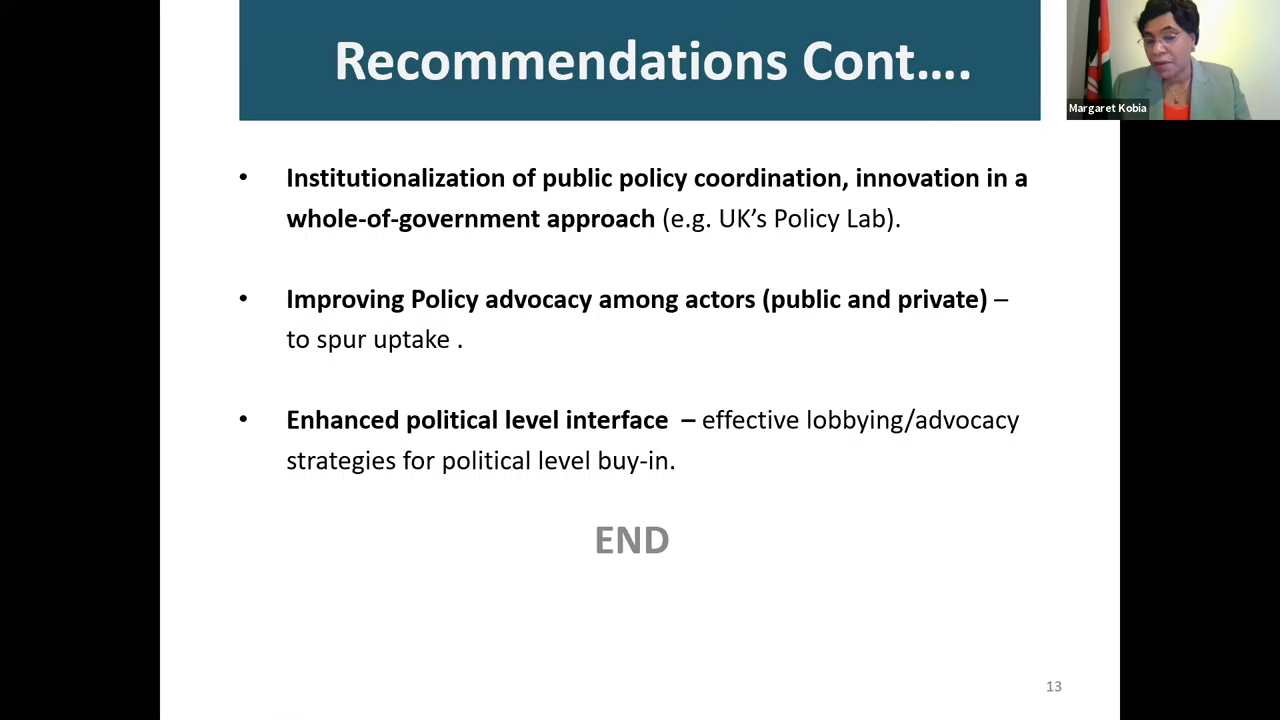 Recommendations Cont….
Margaret Kobia
• Institutionalization of public policy coordination, innovation in a
whole-of-government approach (e.g. UK’s Policy Lab).
• Improving Policy advocacy among actors (public and private) –
to spur uptake .
• Enhanced political level interface – effective lobbying/advocacy
strategies for political level buy-in.
END
13